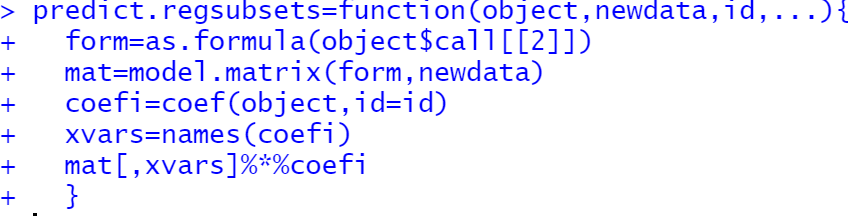 > predict.regsubsets=function(object,newdata,id,...){
+   form=as.formula(object$call[[2]])
+   mat=model.matrix(form,newdata)
+   coefi=coef(object,id=id)
+   xvars=names(coefi)
+   mat[,xvars]%*%coefi
+   }